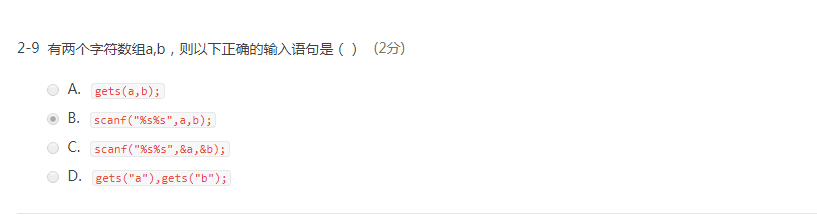 2-9 有两个字符数组a,b，则以下正确的输入语句是（ ） (2分)
A. gets(a,b);
B. scanf("%s%s",a,b);
C. scanf("%s%s",&a,&b);
D. gets("a"),gets("b");